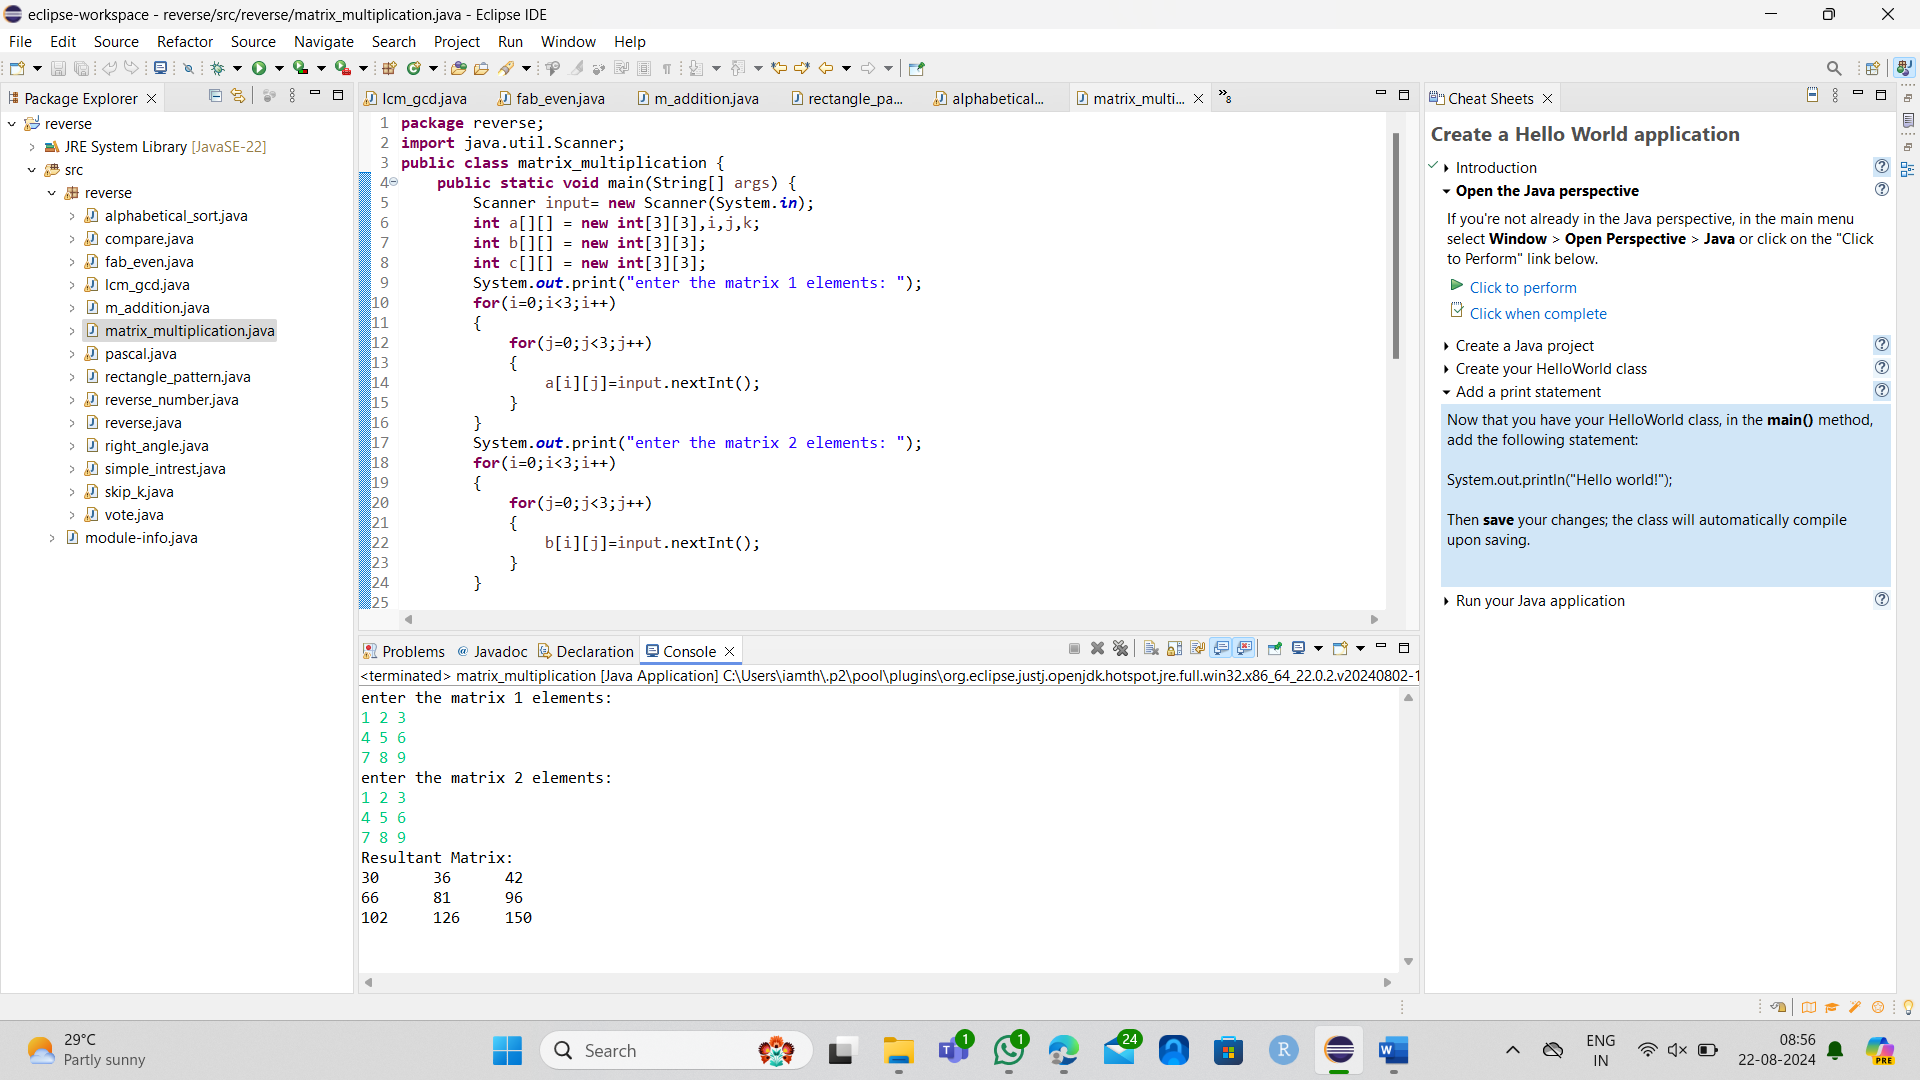 eclipse-workspace - reverse/src/reverse/matrix_multiplication.java - Eclipse IDE
File Edit Source Refactor Source Navigate Search Project Run Window Help
Package Explorer
reverse
JRE System Library [JavaSE-22]
src
reverse
alphabetical_sort.java
compare.java
fab_even.java
lcm_gcd.java
m_addition.java
matrix_multiplication.java
pascal.java
rectangle_pattern.java
reverse_number.java
reverse.java
right_angle.java
simple_intrest.java
skip_k.java
vote.java
module-info.java
lcm_gcd.java fab_even.java m_addition.java rectangle_pa... alphabetical... matrix_multi... »8
1 package reverse;
2 import java.util.Scanner;
3 public class matrix_multiplication {
4 public static void main(String[] args) {
5 Scanner input= new Scanner(System.in);
6 int a[][] = new int[3][3],i,j,k;
7 int b[][] = new int[3][3];
8 int c[][] = new int[3][3];
9 System.out.print("enter the matrix 1 elements: ");
10 for(i=0;i<3;i++)
11 {
12 for(j=0;j<3;j++)
13 {
14 a[i][j]=input.nextInt();
15 }
16 }
17 System.out.print("enter the matrix 2 elements: ");
18 for(i=0;i<3;i++)
19 {
20 for(j=0;j<3;j++)
21 {
22 b[i][j]=input.nextInt();
23 }
24 }
25
Problems @ Javadoc Declaration Console
<terminated> matrix_multiplication [Java Application] C:\Users\iamth\.p2\pool\plugins\org.eclipse.justj.openjdk.hotspot.jre.full.win32.x86_64_22.0.2.v20240802-1
enter the matrix 1 elements:
1 2 3
4 5 6
7 8 9
enter the matrix 2 elements:
1 2 3
4 5 6
7 8 9
Resultant Matrix:
30 36 42
66 81 96
102 126 150
Cheat Sheets
Create a Hello World application
Introduction
Open the Java perspective
If you're not already in the Java perspective, in the main menu
select Window > Open Perspective > Java or click on the "Click
to Perform" link below.
Click to perform
Click when complete
Create a Java project
Create your HelloWorld class
Add a print statement
Now that you have your HelloWorld class, in the main() method,
add the following statement:
System.out.println("Hello world!");
Then save your changes; the class will automatically compile
upon saving.
Run your Java application
29°C
Partly sunny
Search
1
1
24
R
W
ENG
IN
08:56
22-08-2024
PRE